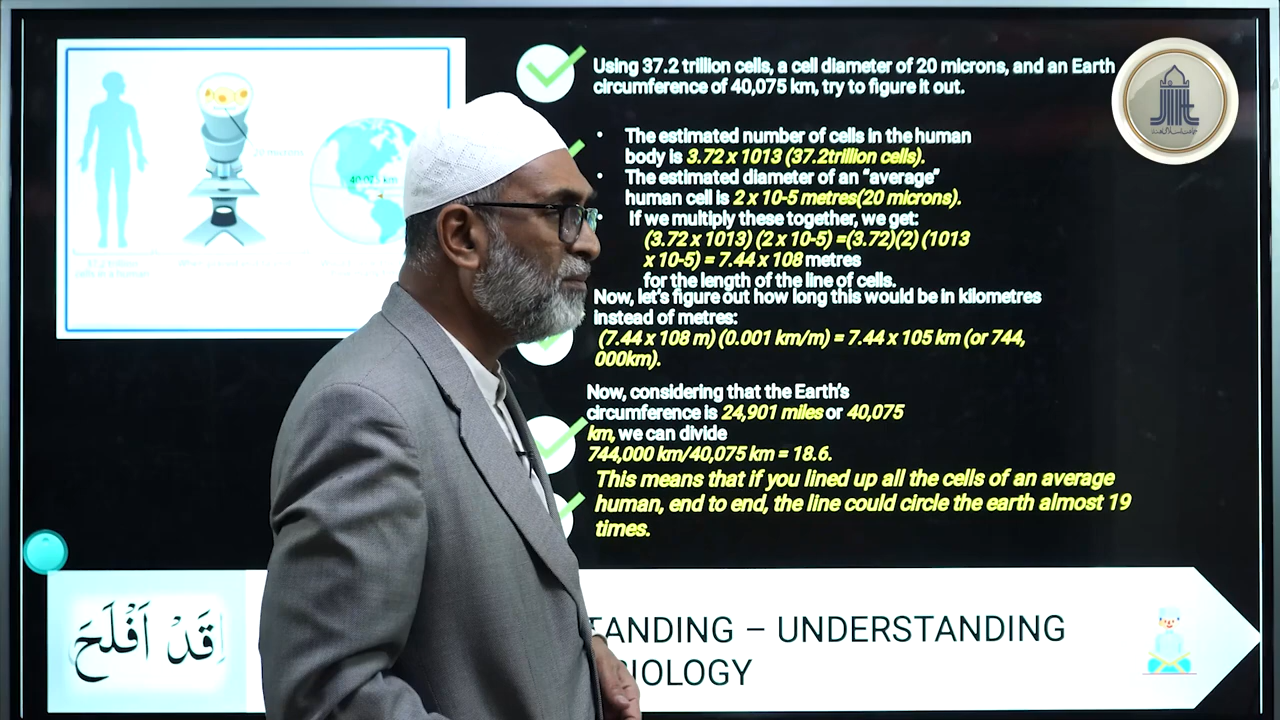 Using 37.2 trillion cells, a cell diameter of 20 microns, and an Earth
circumference of 40,075 km, try to figure it out.
• The estimated number of cells in the human
body is 3.72 x 1013 (37.2trillion cells).
• The estimated diameter of an “average”
human cell is 2 x 10-5 metres(20 microns).
• If we multiply these together, we get:
(3.72 x 1013) (2 x 10-5) =(3.72)(2) (1013
x 10-5) = 7.44 x 108 metres
for the length of the line of cells.
Now, let's figure out how long this would be in kilometres
instead of metres:
(7.44 x 108 m) (0.001 km/m) = 7.44 x 105 km (or 744,
000km).
Now, considering that the Earth's
circumference is 24,901 miles or 40,075
km, we can divide
744,000 km/40,075 km = 18.6.
This means that if you lined up all the cells of an average
human, end to end, the line could circle the earth almost 19
times.
40,075 km
قَدْ اَفْلَحَ
TANDING – UNDERSTANDING
BIOLOGY